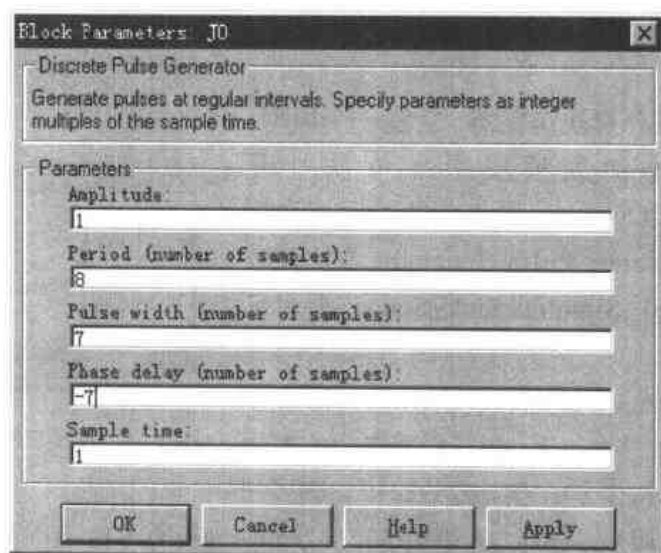 Block Parameters: J0
Discrete Pulse Generator
Generate pulses at regular intervals. Specify parameters as integer
multiples of the sample time.
Parameters
Amplitude:
1
Period (number of samples):
8
Pulse width (number of samples):
7
Phase delay (number of samples):
-7
Sample time:
1
OK
Cancel
Help
Apply